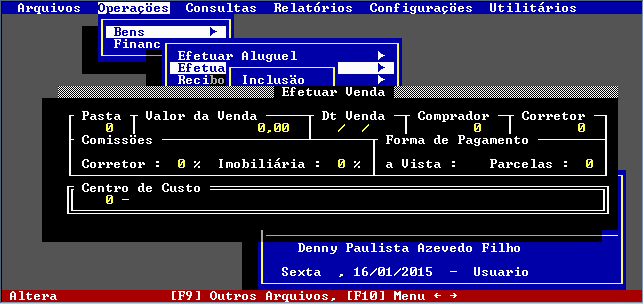 Arquivos Operações Consultas Relatórios Configurações Utilitários
Bens
Financ
Efetuar Aluguel
Efetua
Recibo Inclusão
Efetuar Venda
Pasta Valor da Venda Dt Venda Comprador Corretor
0 0,00 / / 0 0
Comissões Forma de Pagamento
Corretor : 0 % Imobiliária : 0 % a Vista : Parcelas : 0
Centro de Custo
0 -
Denny Paulista Azevedo Filho
Sexta , 16/01/2015 - Usuario
Altera [F9] Outros Arquivos, [F10] Menu ← →